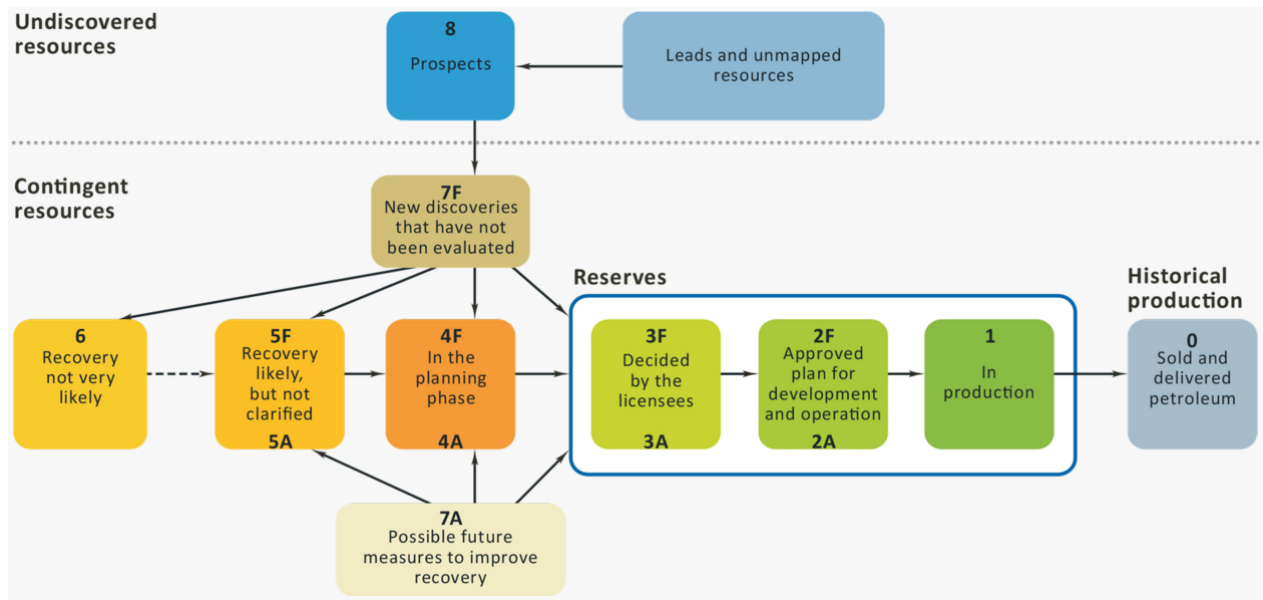 Undiscovered
resources
8
Prospects
Leads and unmapped
resources
Contingent
resources
7F
New discoveries
that have not
been evaluated
Reserves
Historical
production
6
Recovery
not very
likely
5F
Recovery
likely,
but not
clarified
5A
4F
In the
planning
phase
4A
3F
Decided
by the
licensees
3A
2F
Approved
plan for
development
and operation
2A
1
In
production
0
Sold and
delivered
petroleum
7A
Possible future
measures to improve
recovery